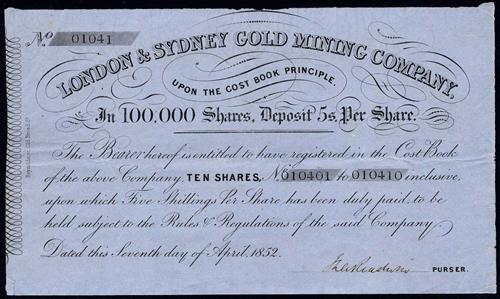 No. 01041
LONDON & SYDNEY GOLD MINING COMPANY,
UPON THE COST BOOK PRINCIPLE.
In 100,000 Shares, Deposit 5s. Per Share.
The Bearer hereof is entitled to have registered in the Cost Book
of the above Company, TEN SHARES, No 010401 to 010410 inclusive,
upon which Five Shillings Per Share has been duly paid, to be
held subject to the Rules & Regulations of the said Company
Dated this Seventh day of April, 1852.
PURSER.